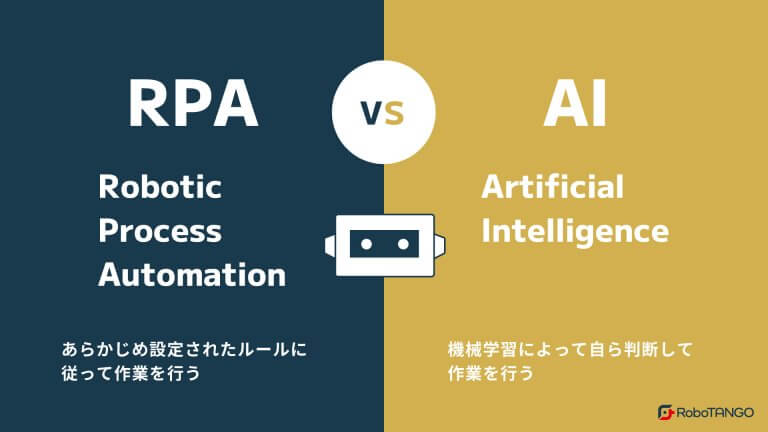 RPA
VS
AI
Robotic
Process
Automation
Artificial
Intelligence
あらかじめ設定されたルールに
従って作業を行う
機械学習によって自ら判断して
作業を行う
RoboTANGO